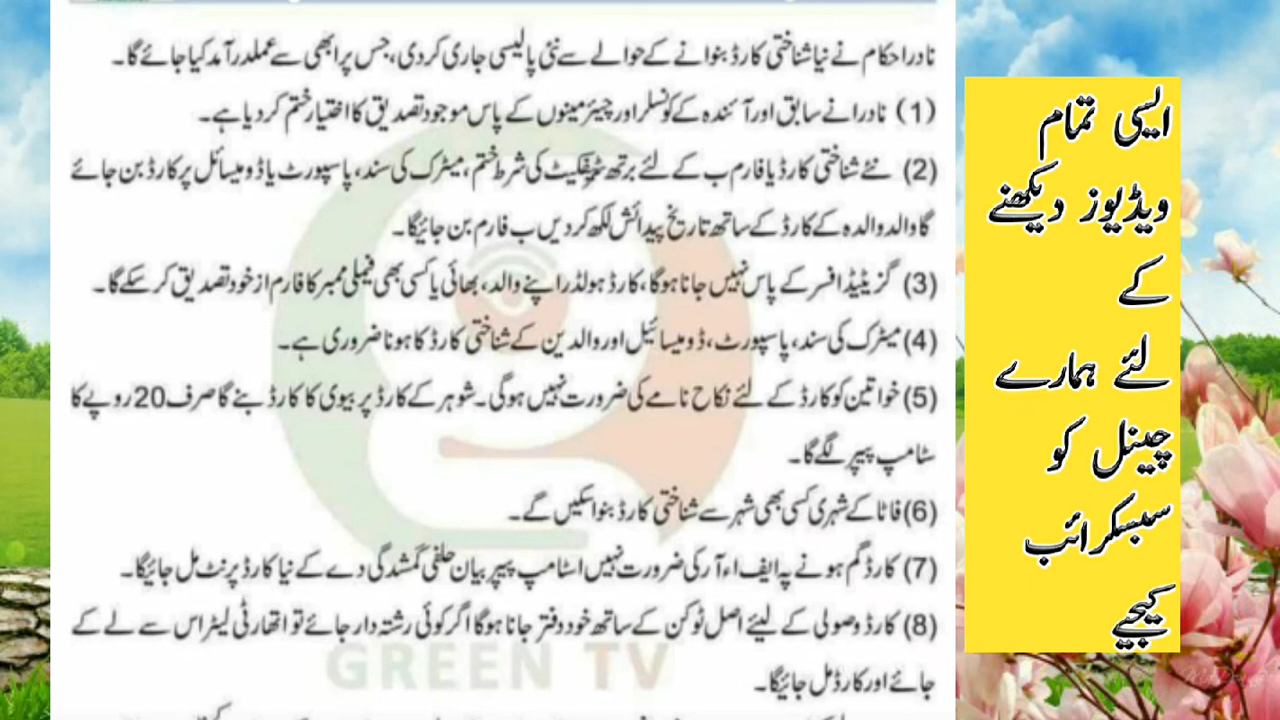 نادرا حکام نے نیا شناختی کارڈ بنوانے کے حوالے سے نئی پالیسی جاری کردی، جس پر ابھی سے عملدرآمد کیا جائے گا۔
(1) نادرا نے سابق اور آئندہ کے کونسلر اور چیئرمینوں کے پاس موجود تصدیق کا اختیار ختم کردیا ہے۔
(2) نئے شناختی کارڈ یا فارم ب کے لئے برتھ سرٹیفکیٹ کی شرط ختم، میٹرک کی سند، پاسپورٹ یا ڈومیسائل پر کارڈ بن جائے
گا والد والدہ کے کارڈ کے ساتھ تاریخ پیدائش لکھ کر دیں ب فارم بن جائیگا۔
(3) گزیٹیڈ افسر کے پاس نہیں جانا ہوگا، کارڈ ہولڈر اپنے والد، بھائی یا کسی بھی فیملی ممبر کا فارم از خود تصدیق کر سکے گا۔
(4) میٹرک کی سند، پاسپورٹ، ڈومیسائیل اور والدین کے شناختی کارڈ کا ہونا ضروری ہے۔
(5) خواتین کو کارڈ کے لئے نکاح نامے کی ضرورت نہیں ہوگی۔ شوہر کے کارڈ پر بیوی کا کارڈ بنے گا صرف 20 روپے کا
سٹامپ پیپر لگے گا۔
(6) فاٹا کے شہری کسی بھی شہر سے شناختی کارڈ بنوا سکیں گے۔
(7) کارڈ گم ہونے پہ ایف اے آر کی ضرورت نہیں اسٹامپ پیپر بیان حلفی گمشدگی دے کے نیا کارڈ پرنٹ مل جائیگا۔
(8) کارڈ وصولی کے لیئے اصل ٹوکن کے ساتھ خود دفتر جانا ہوگا اگر کوئی رشتہ دار جائے تو اتھارٹی لیٹر اس سے لے کے
جائے اور کارڈ مل جائیگا۔
GREEN TV
ایسی تمام
ویڈیوز دیکھنے
کے
لئے ہمارے
چینل کو
سبسکرائب
کیجیے